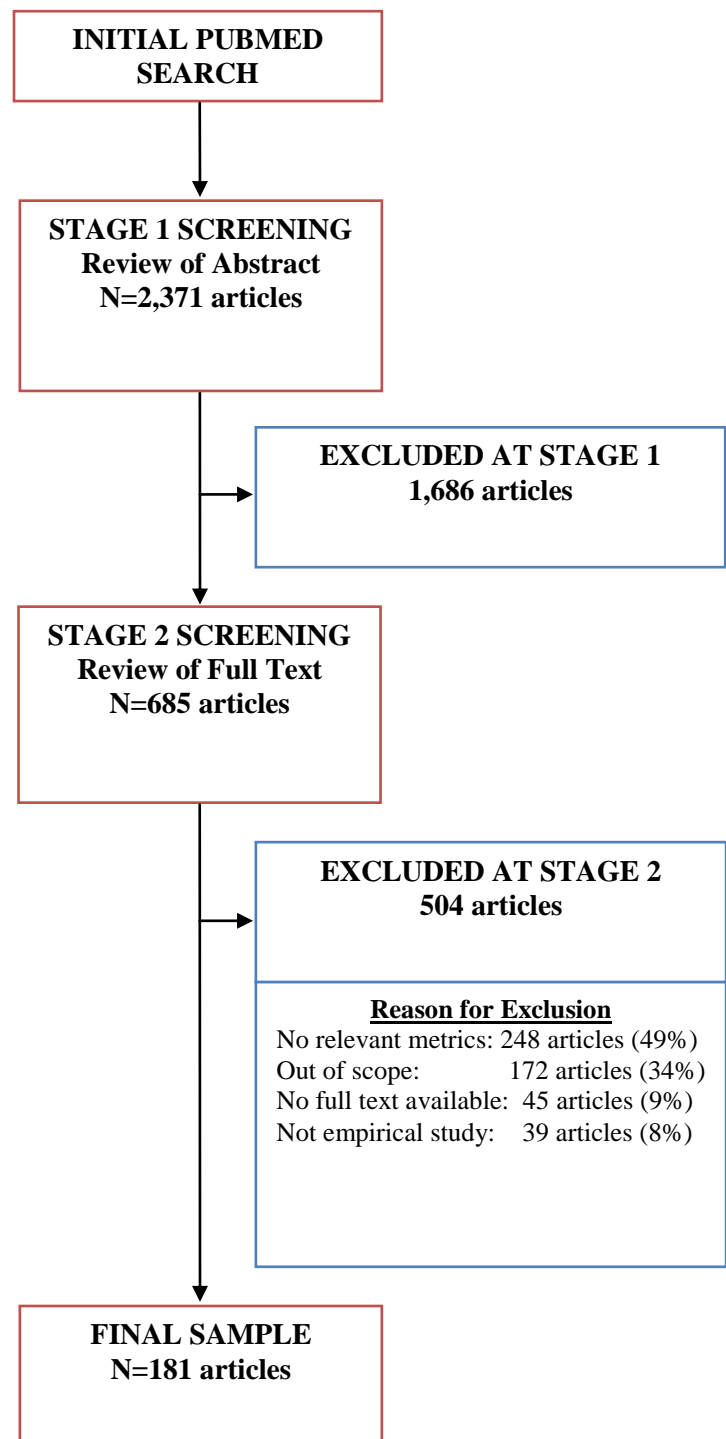 INITIAL PUBMED
SEARCH
STAGE 1 SCREENING
Review of Abstract
N=2,371 articles
EXCLUDED AT STAGE 1
1,686 articles
STAGE 2 SCREENING
Review of Full Text
N=685 articles
EXCLUDED AT STAGE 2
504 articles
Reason for Exclusion
No relevant metrics: 248 articles (49%)
Out of scope: 172 articles (34%)
No full text available: 45 articles (9%)
Not empirical study: 39 articles (8%)
FINAL SAMPLE
N=181 articles